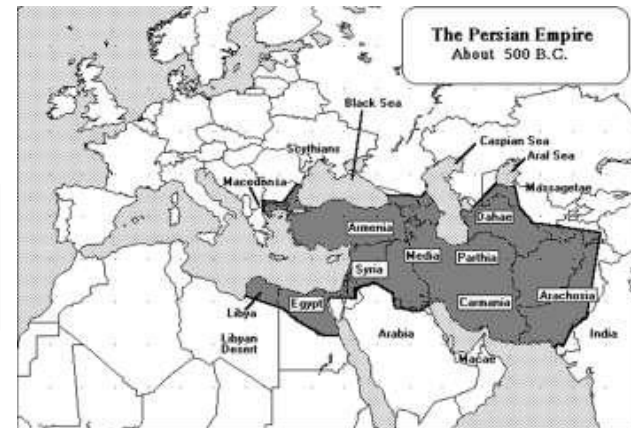 The Persian Empire
About 500 B.C.
Black Sea
Scythians
Caspian Sea
Aral Sea
Macedonia
Massagetae
Dahae
Armenia
Media
Parthia
Syria
Egypt
Carmania
Arachosia
Libya
Libyan
Desert
Arabia
India
Macae